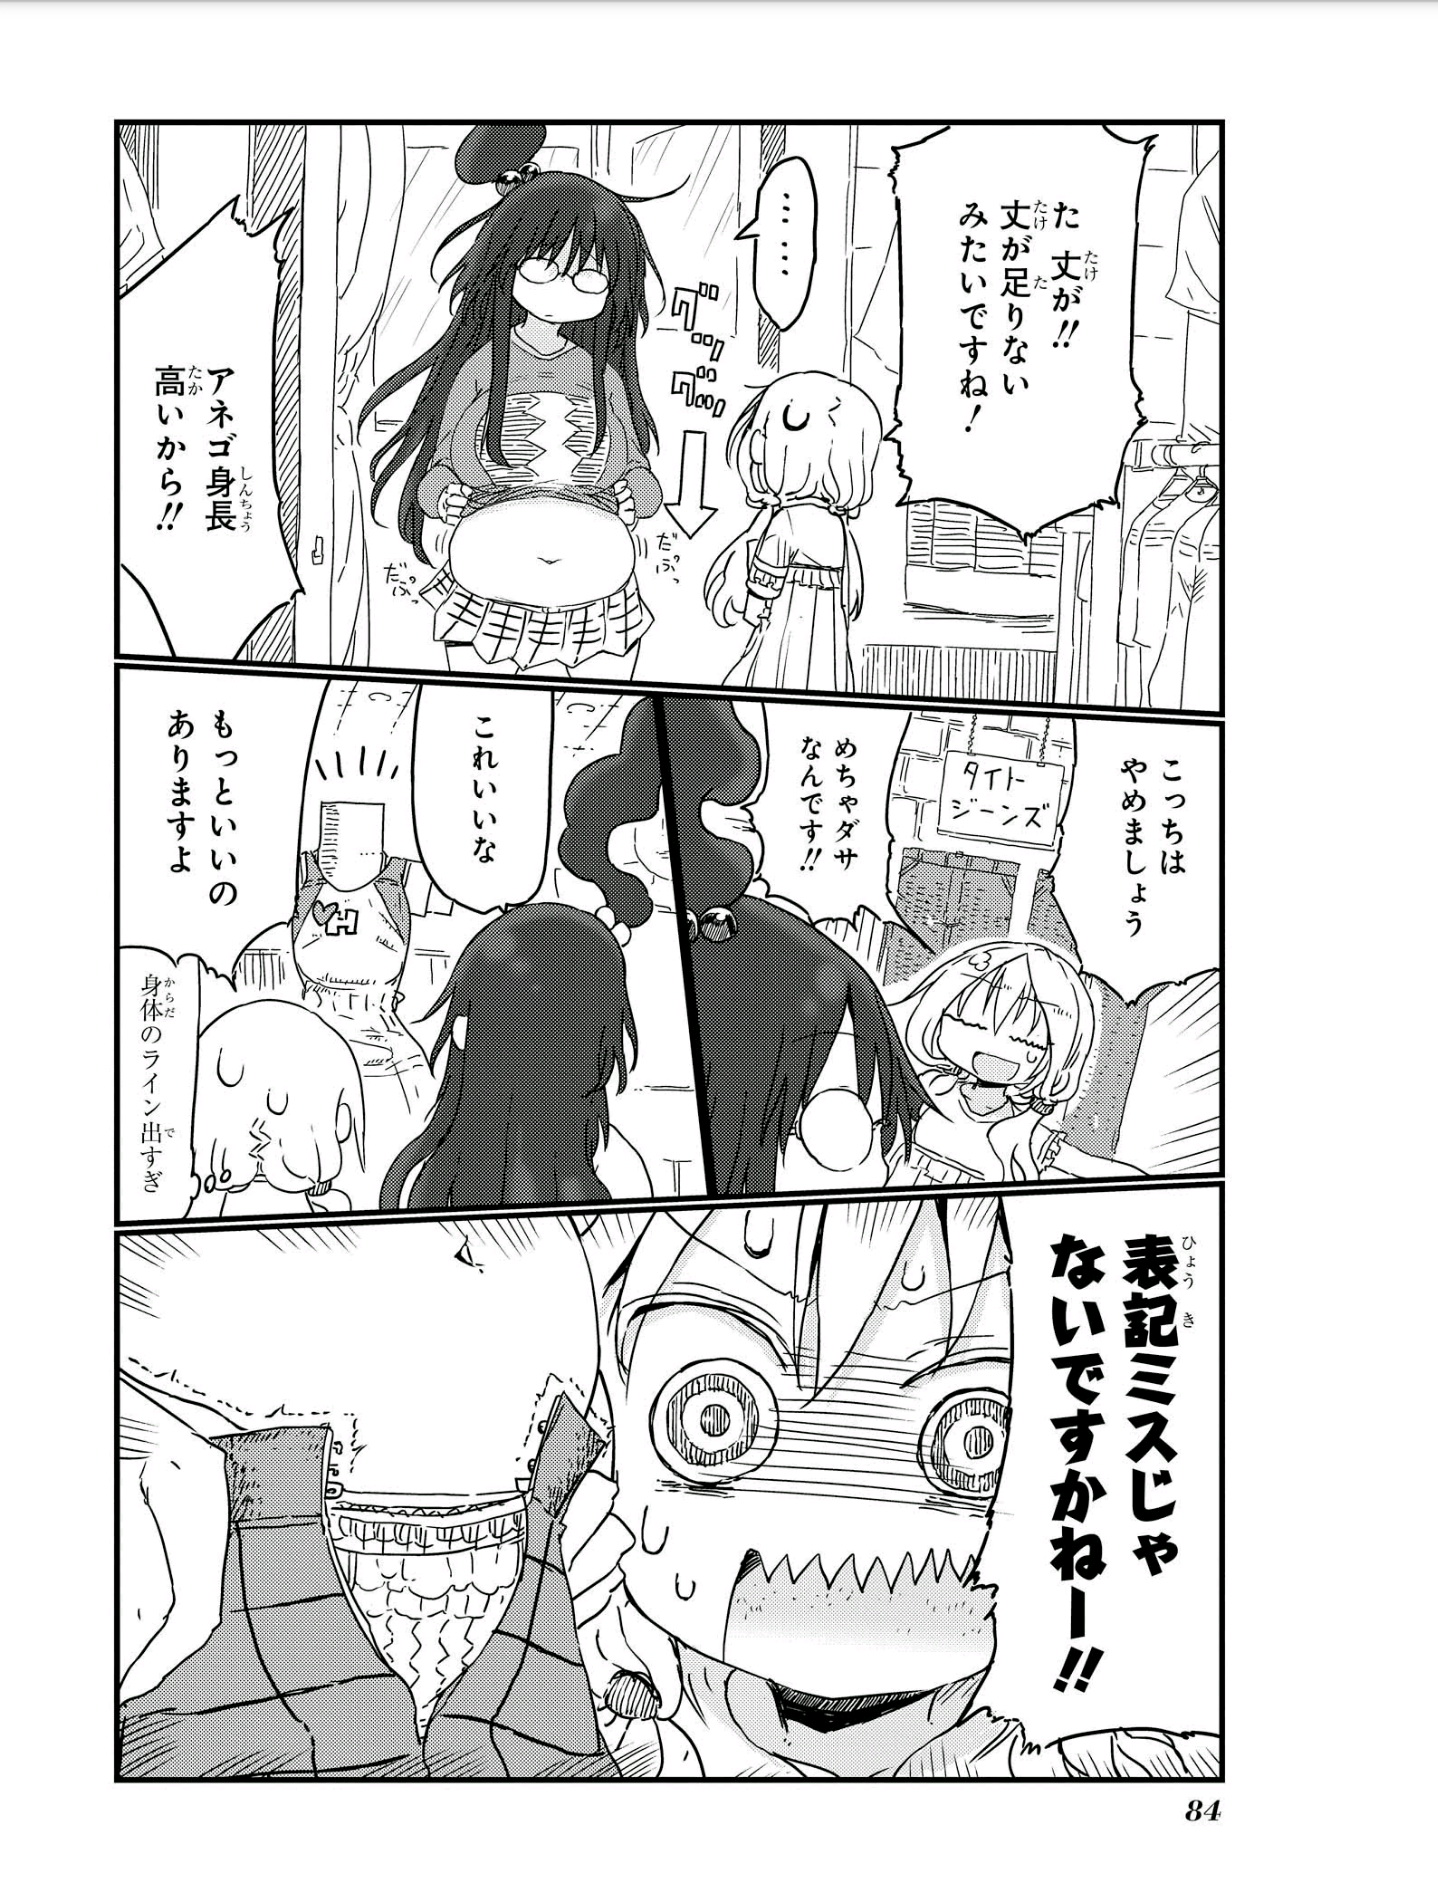 た 丈が!!
丈が足りない
みたいですね!
……
グッ
グッ
だぷっ
だぷっ
アネゴ身長
高いから!!
こっちは
やめましょう
タイト
ジーンズ
めちゃダサ
なんです!!
これいいな
もっといいの
ありますよ
H
身体のライン出すぎ
表記ミスじゃ
ないですかねー!!
84